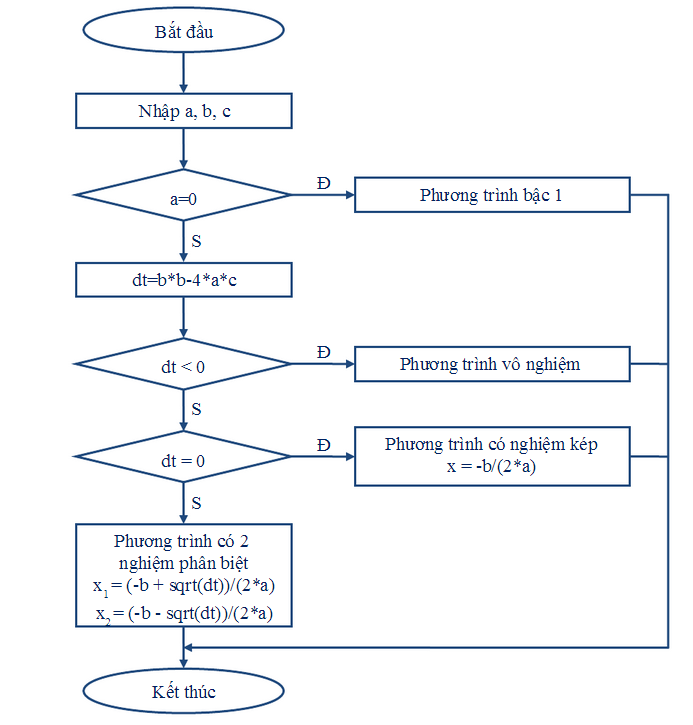 Bắt đầu
Nhập a, b, c
a=0
Đ
Phương trình bậc 1
S
dt=b*b-4*a*c
dt < 0
Đ
Phương trình vô nghiệm
S
dt = 0
Đ
Phương trình có nghiệm kép
x = -b/(2*a)
S
Phương trình có 2
nghiệm phân biệt
x₁ = (-b + sqrt(dt))/(2*a)
x₂ = (-b - sqrt(dt))/(2*a)
Kết thúc